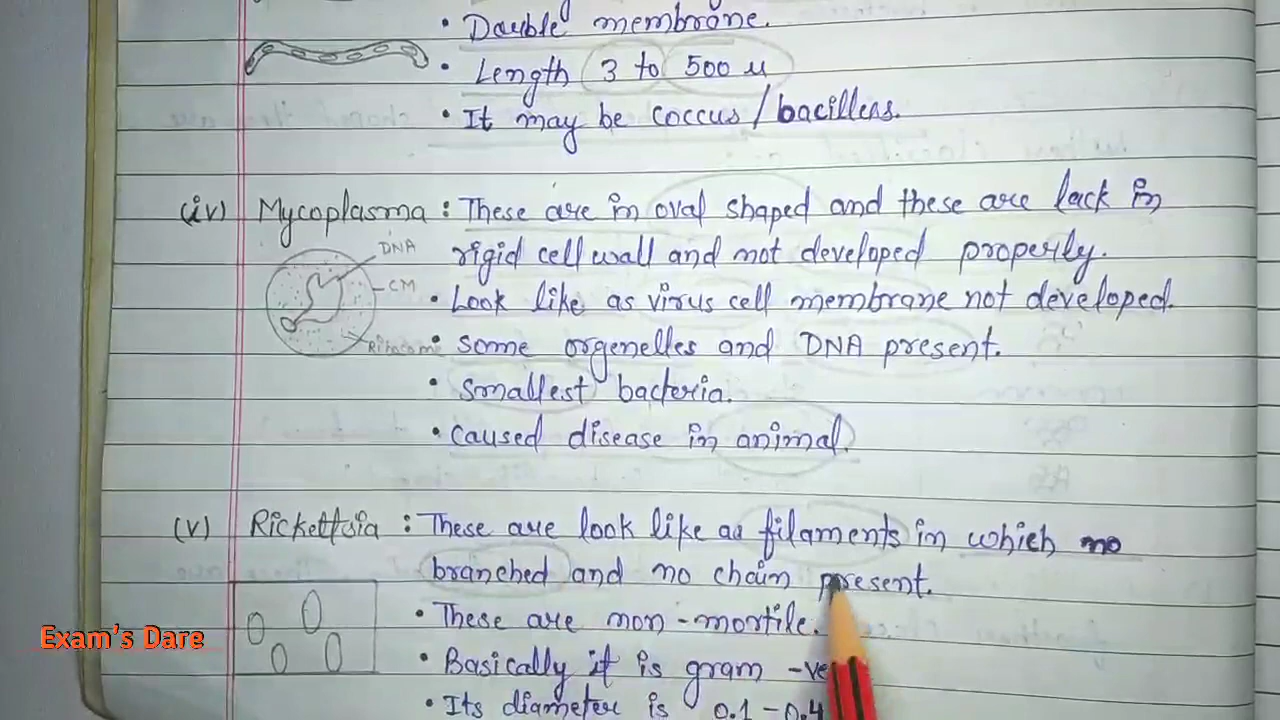 • Double membrane.
• Length 3 to 500 u
• It may be coccus/bacillers.
(iv) Mycoplasma : These are in oval shaped and these are lack in
rigid cell wall and not developed properly.
DNA
CM
• Look like as virus cell membrane not developed.
• some orgenelles and DNA present.
• smallest bacteria.
• caused disease in animal.
(v) Rickettsia : These are look like as filaments in which no
branched and no chain present.
• These are non-mortile.
Exam's Dare
• Basically it is gram -ve
• Its diameter is 0.1-0.4